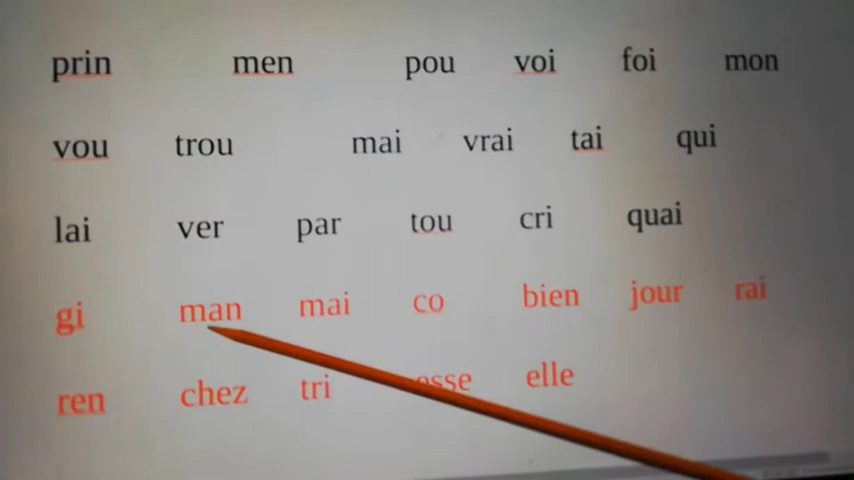 prin men pou voi foi mon
vou trou mai vrai tai qui
lai ver par tou cri quai
gi man mai co bien jour rai
ren chez tri esse elle